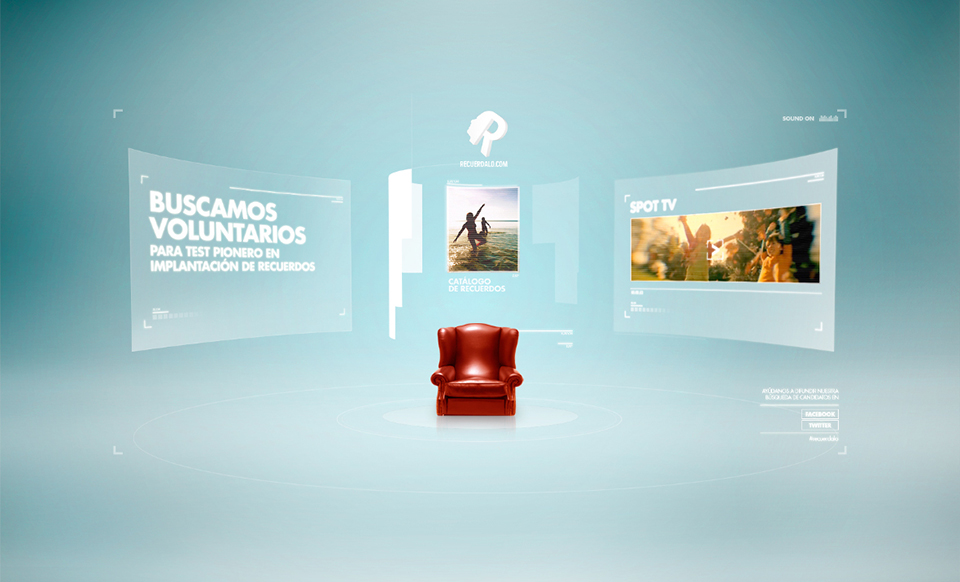 SOUND ON
RECUERDALO.COM
BUSCAMOS
VOLUNTARIOS
PARA TEST PIONERO EN
IMPLANTACIÓN DE RECUERDOS
CATÁLOGO
DE RECUERDOS
SPOT TV
AYÚDANOS A DIFUNDIR NUESTRA
BÚSQUEDA DE CANDIDATOS EN
FACEBOOK
TWITTER
#recuerdalo